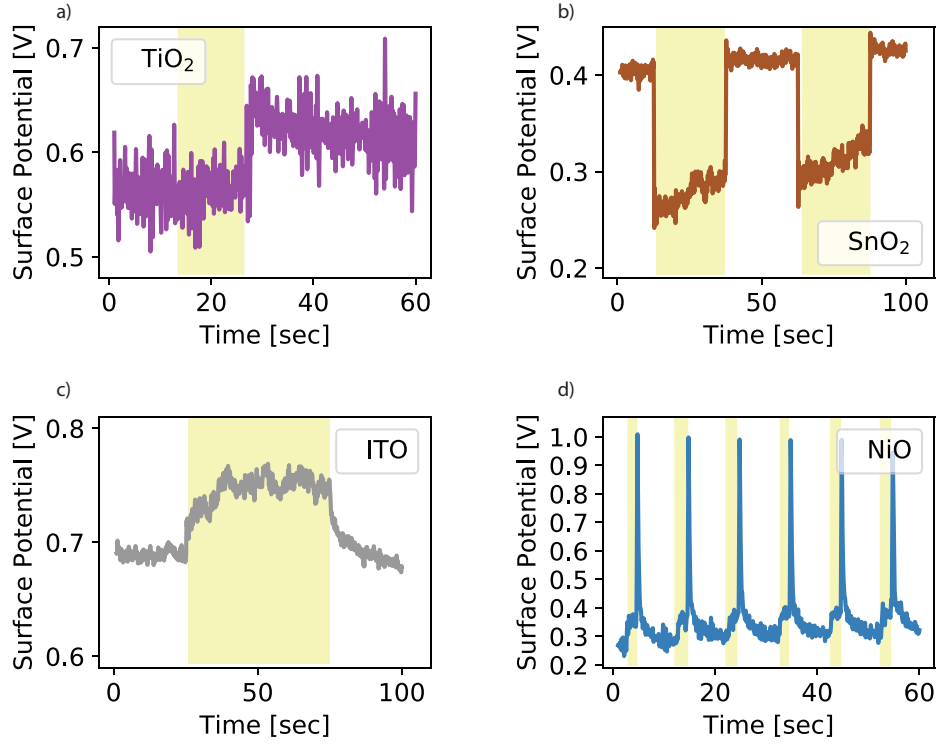 a)
Surface Potential [V]
0.7
0.6
0.5
TiO₂
0
20
40
60
Time [sec]
b)
Surface Potential [V]
0.4
0.3
0.2
SnO₂
0
50
100
Time [sec]
c)
Surface Potential [V]
0.8
0.7
0.6
ITO
0
50
100
Time [sec]
d)
Surface Potential [V]
1.0
0.9
0.8
0.7
0.6
0.5
0.4
0.3
0.2
NiO
0
20
40
60
Time [sec]